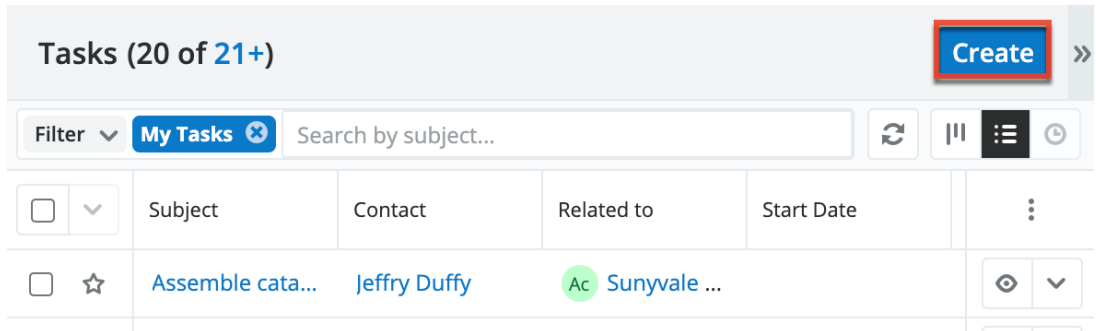 Tasks (20 of 21+)
Create
Filter
My Tasks
Search by subject...
Subject
Contact
Related to
Start Date
Assemble cata...
Jeffry Duffy
Ac
Sunyvale ...